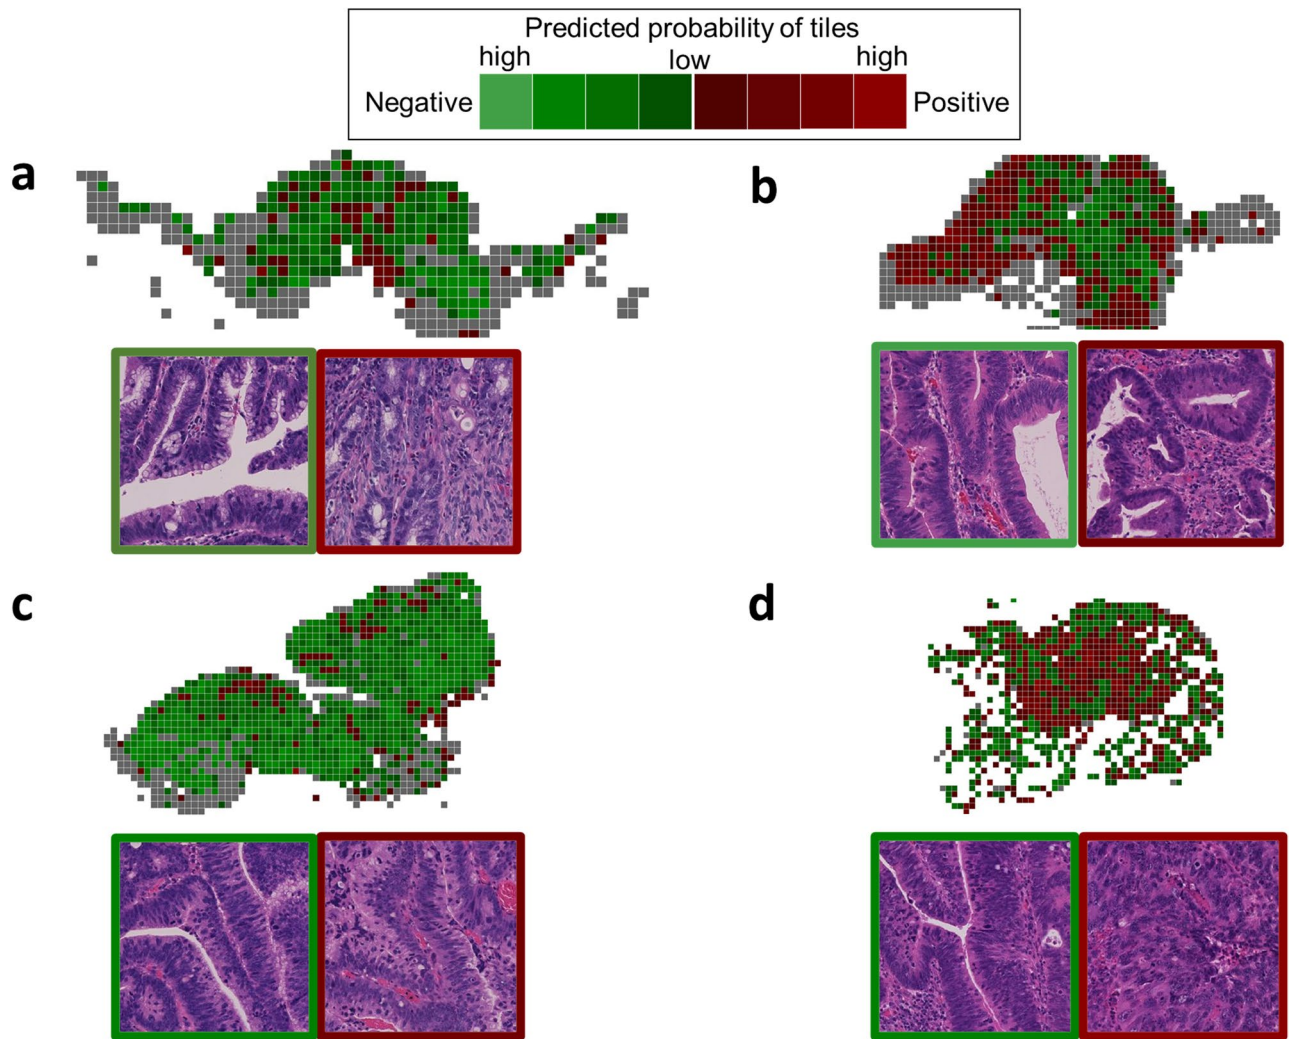 Predicted probability of tiles
high low high
Negative Positive
a
b
c
d